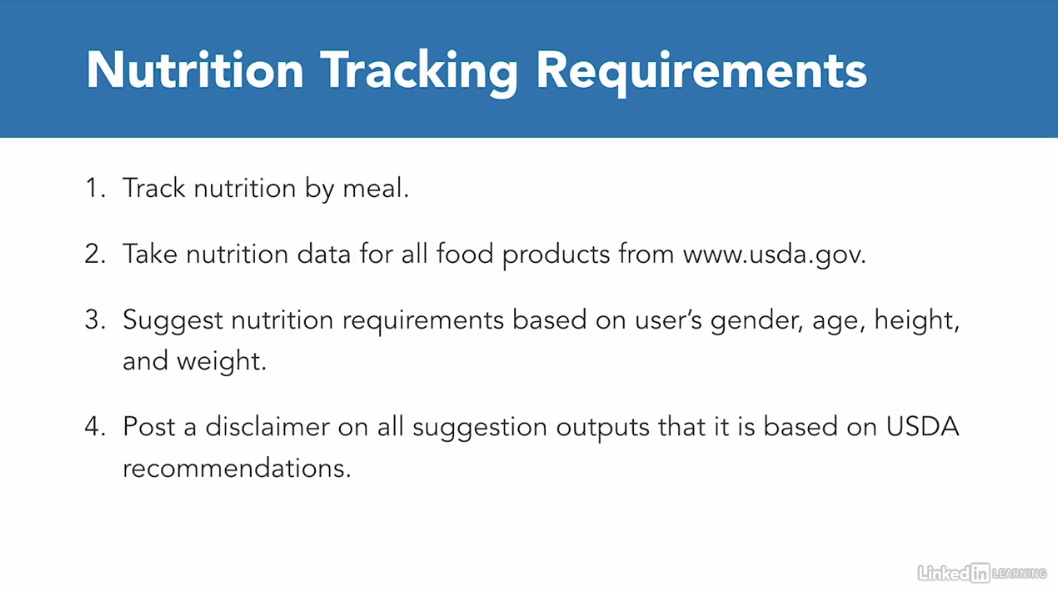 Nutrition Tracking Requirements
1. Track nutrition by meal.
2. Take nutrition data for all food products from www.usda.gov.
3. Suggest nutrition requirements based on user’s gender, age, height,
and weight.
4. Post a disclaimer on all suggestion outputs that it is based on USDA
recommendations.
Linked in LEARNING